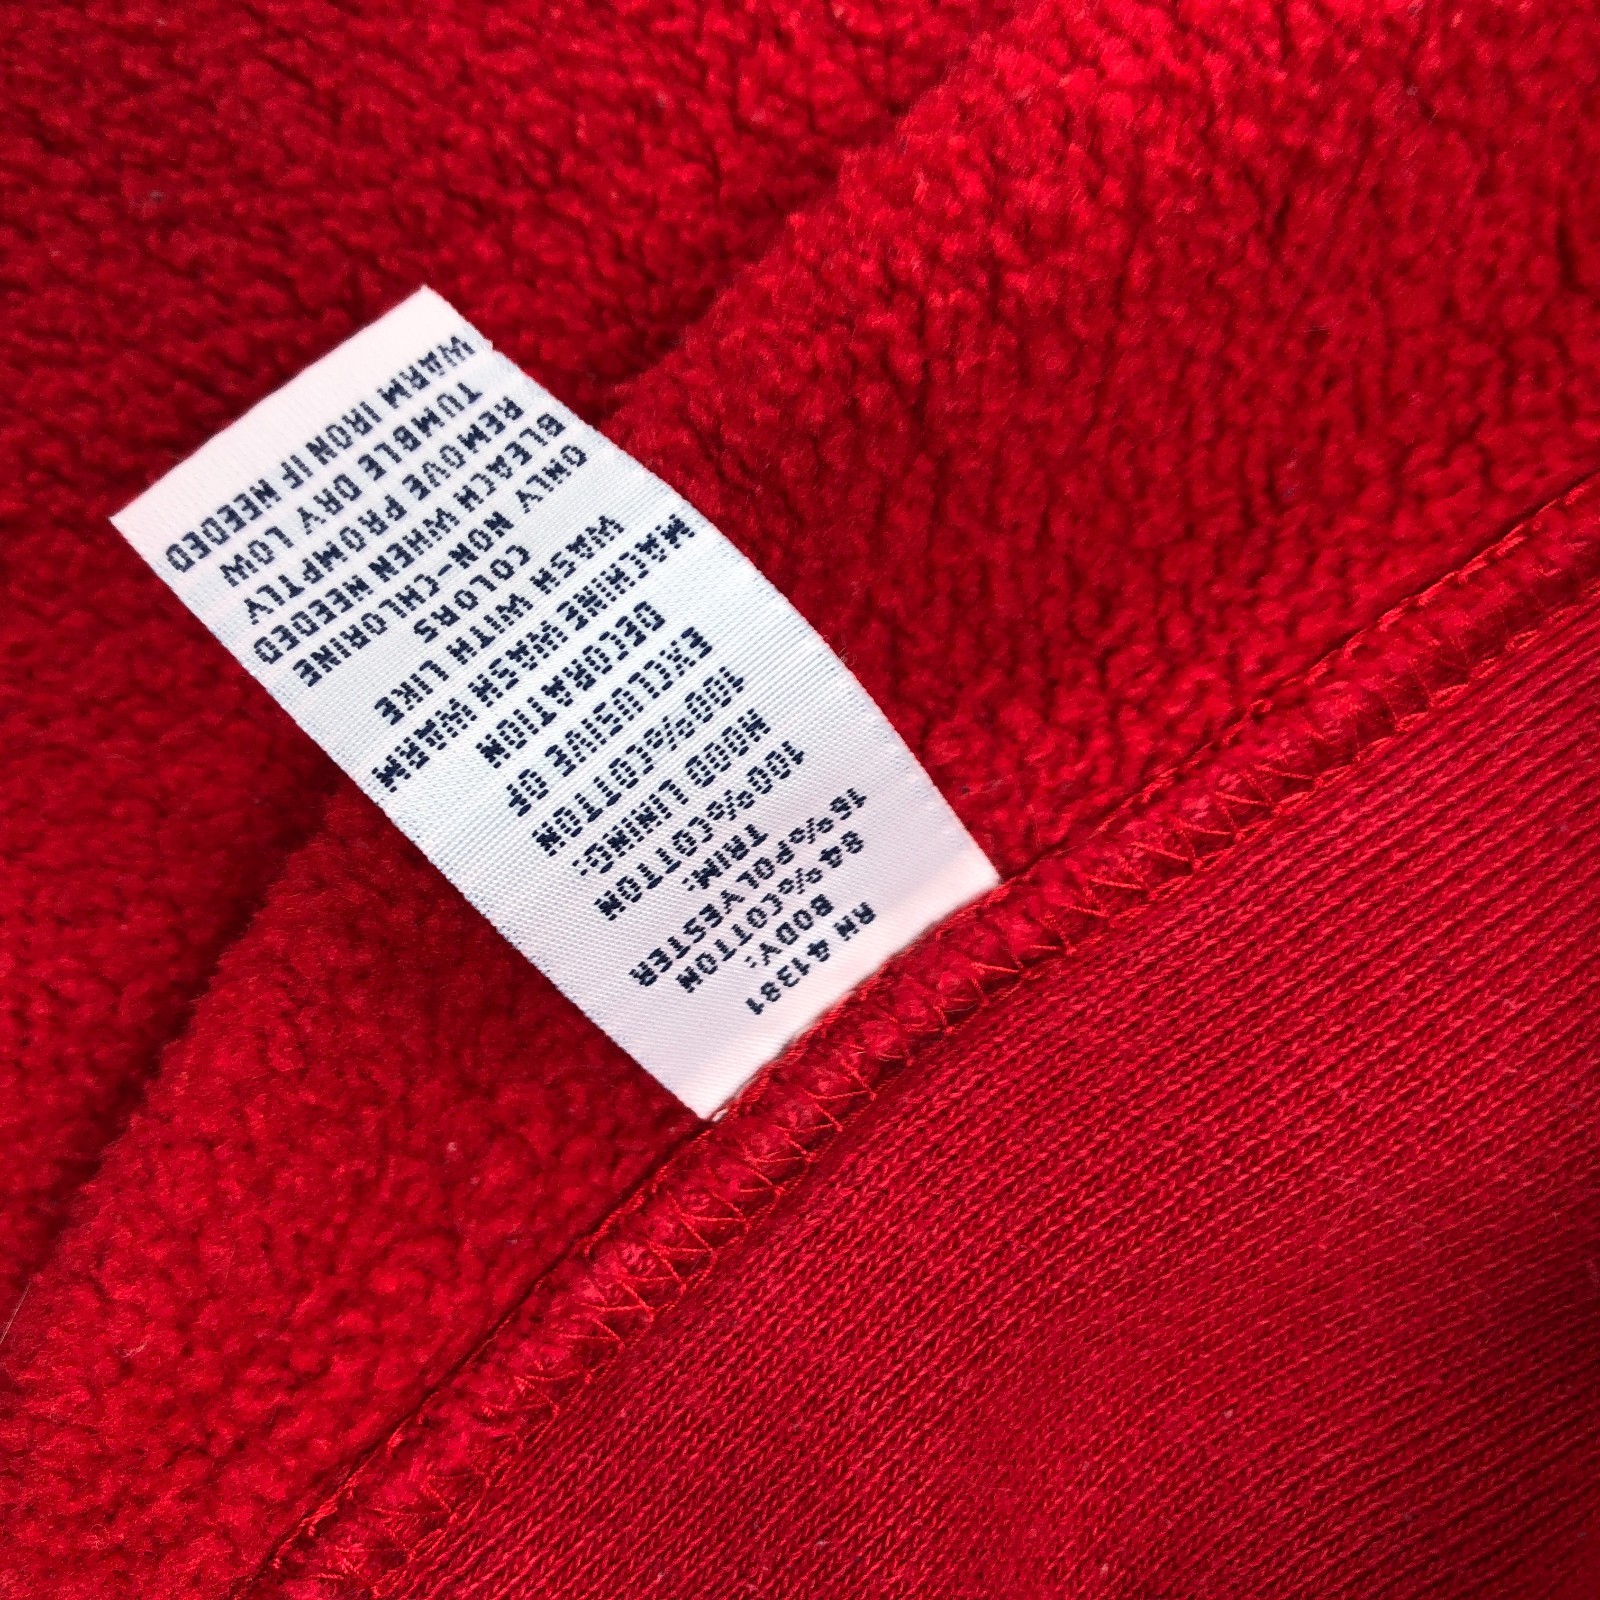 RN 41381
BODY:
84%COTTON
16%POLYESTER
TRIM:
100%COTTON
HOOD LINING:
100%COTTON
EXCLUSIVE OF
DECORATION
MACHINE WASH WARM
WASH WITH LIKE
COLORS
ONLY NON-CHLORINE
BLEACH WHEN NEEDED
REMOVE PROMPTLY
TUMBLE DRY LOW
WARM IRON IF NEEDED